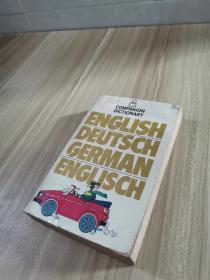 COMPANION
DICTIONARY
ENGLISH
DEUTSCH
GERMAN
ENGLISCH